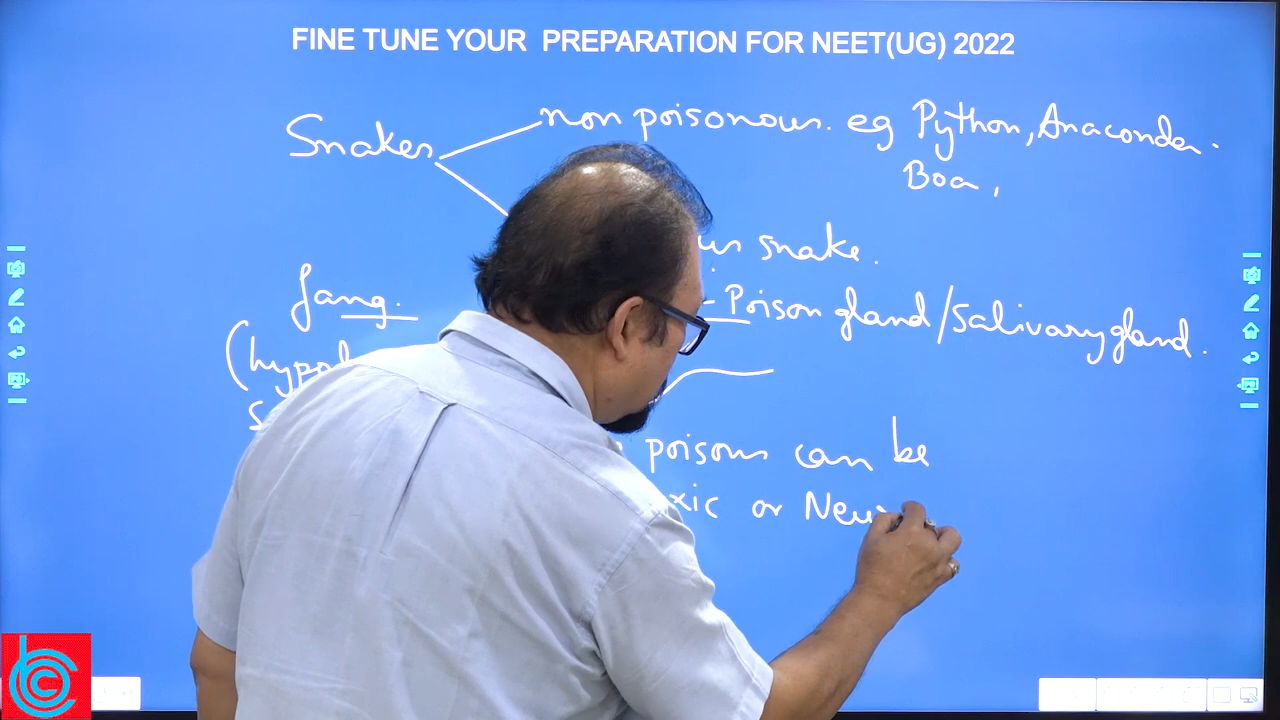 FINE TUNE YOUR PREPARATION FOR NEET(UG) 2022
Snakes
non poisonous. eg Python, Anaconda.
Boa,
snake.
fang.
Poison gland/Salivary gland.
poisons can be
or